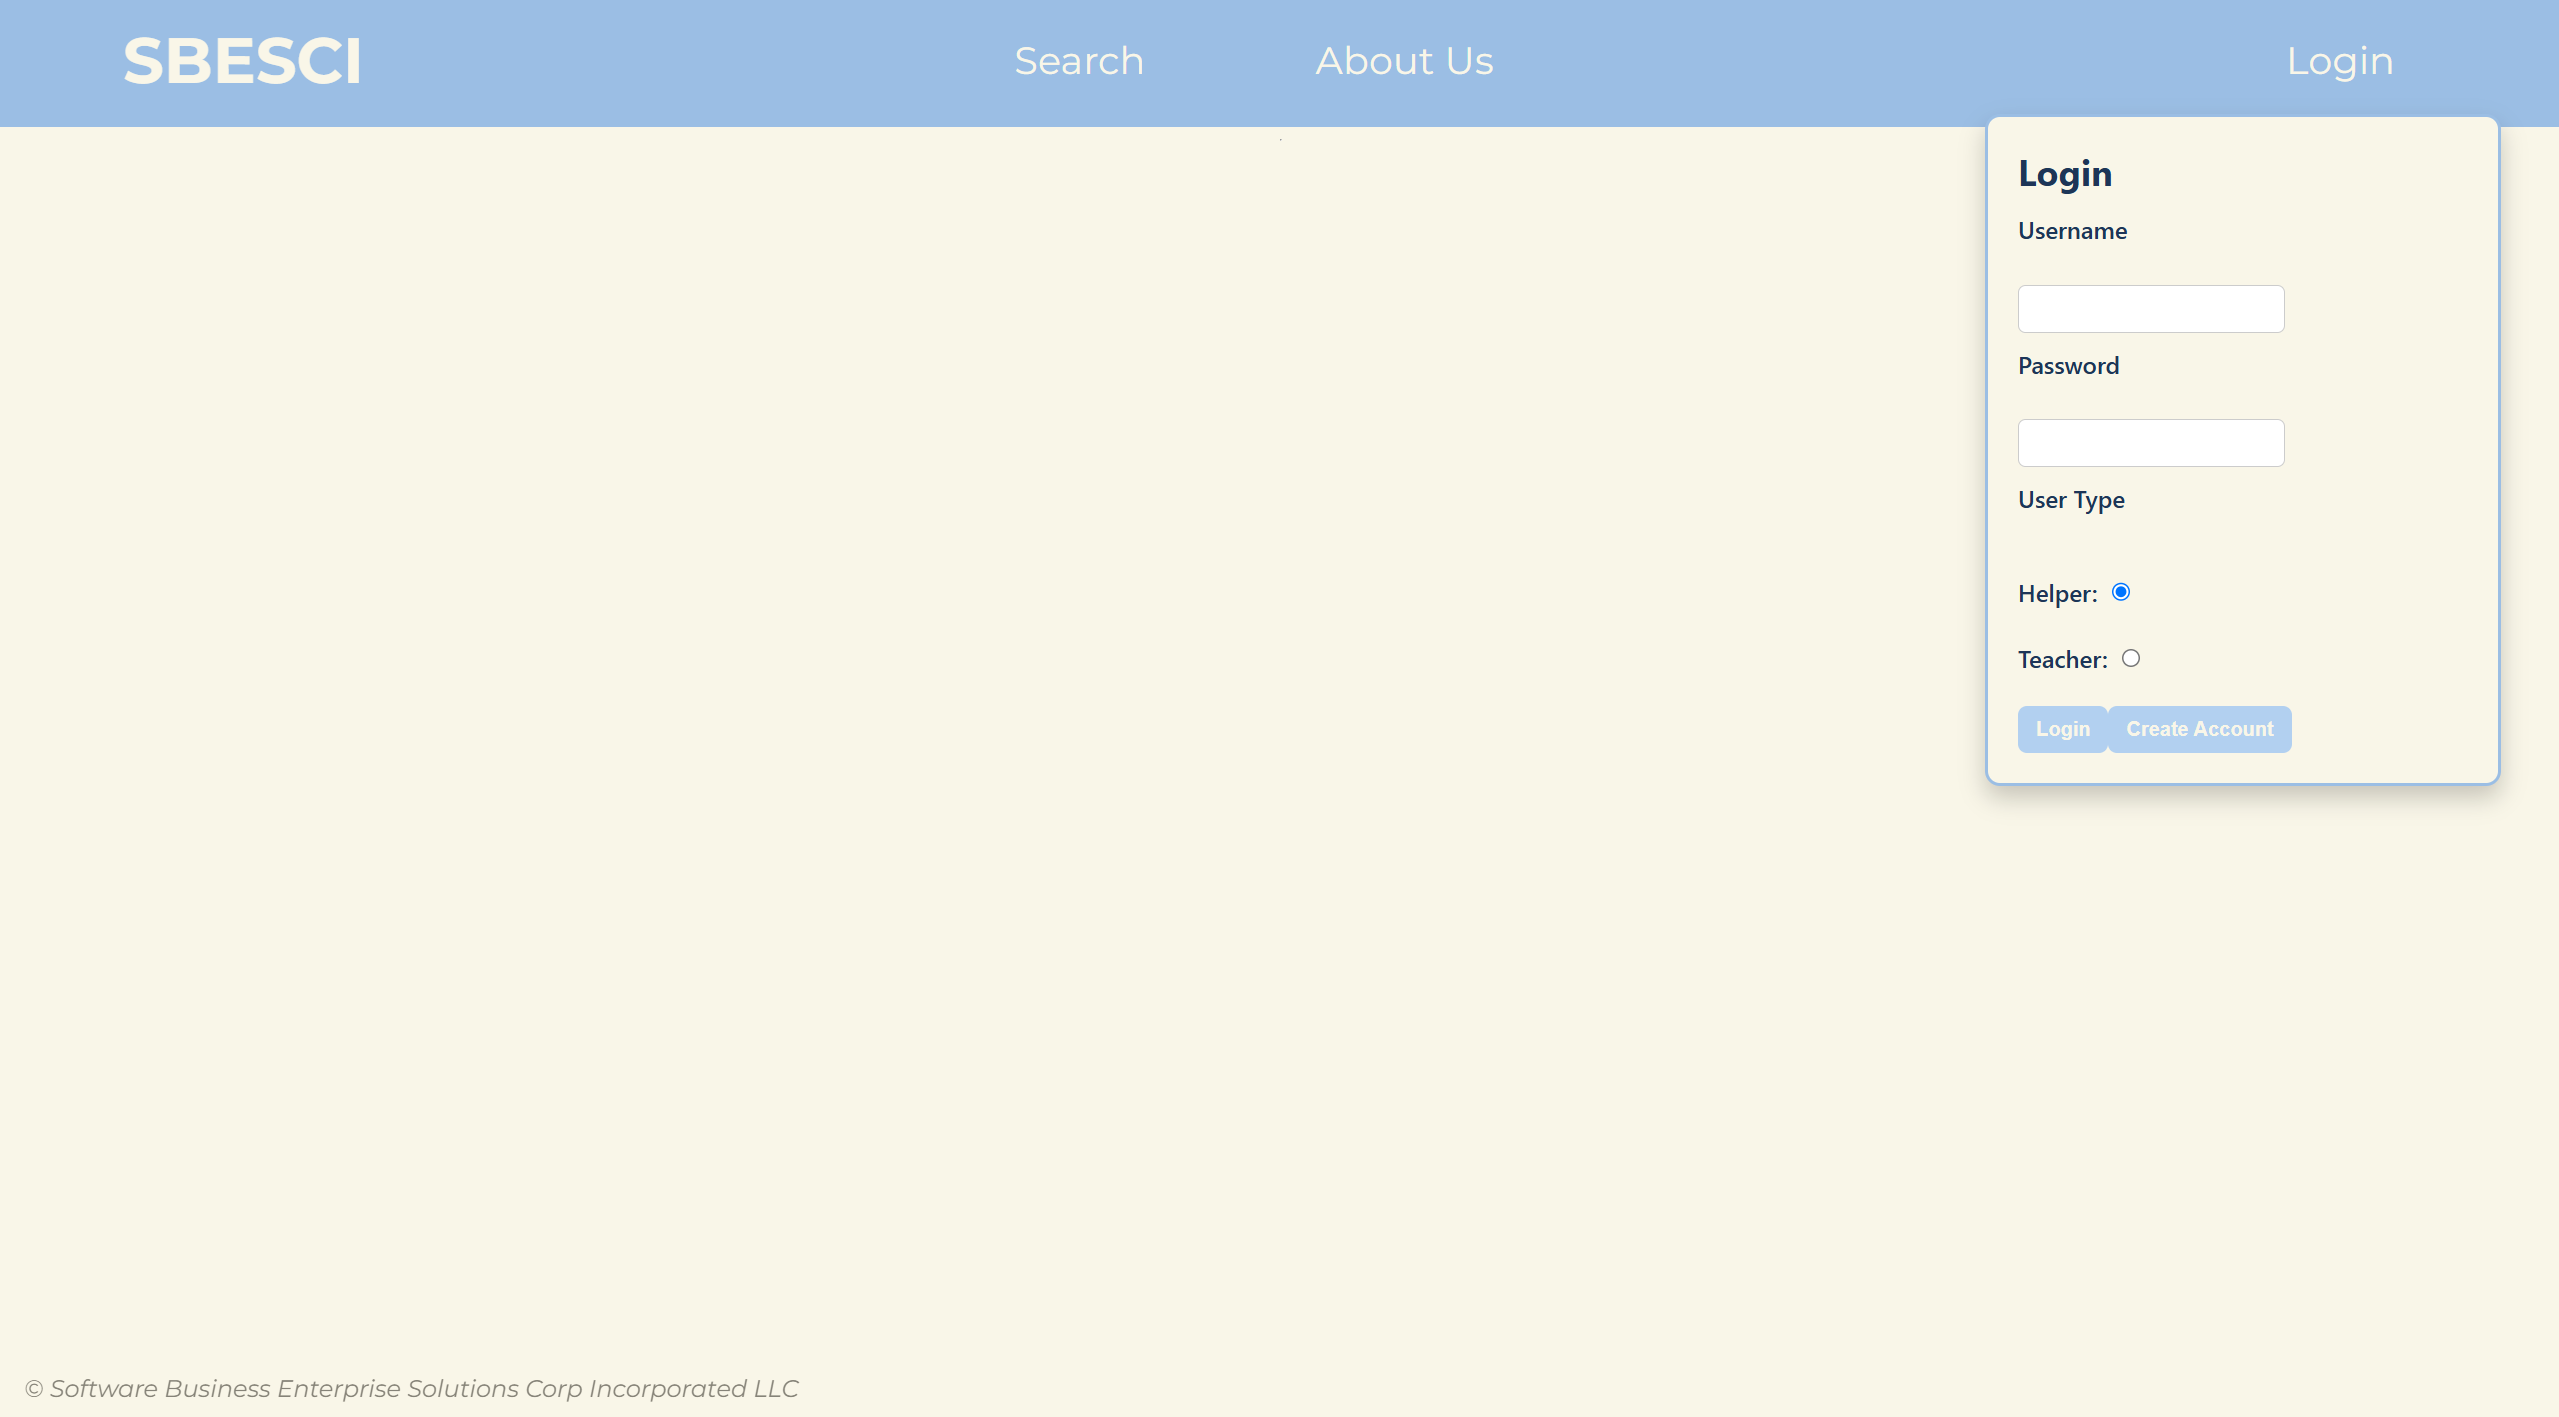 SBESCI
Search
About Us
Login
Login
Username
Password
User Type
Helper:
Teacher:
Login
Create Account
© Software Business Enterprise Solutions Corp Incorporated LLC